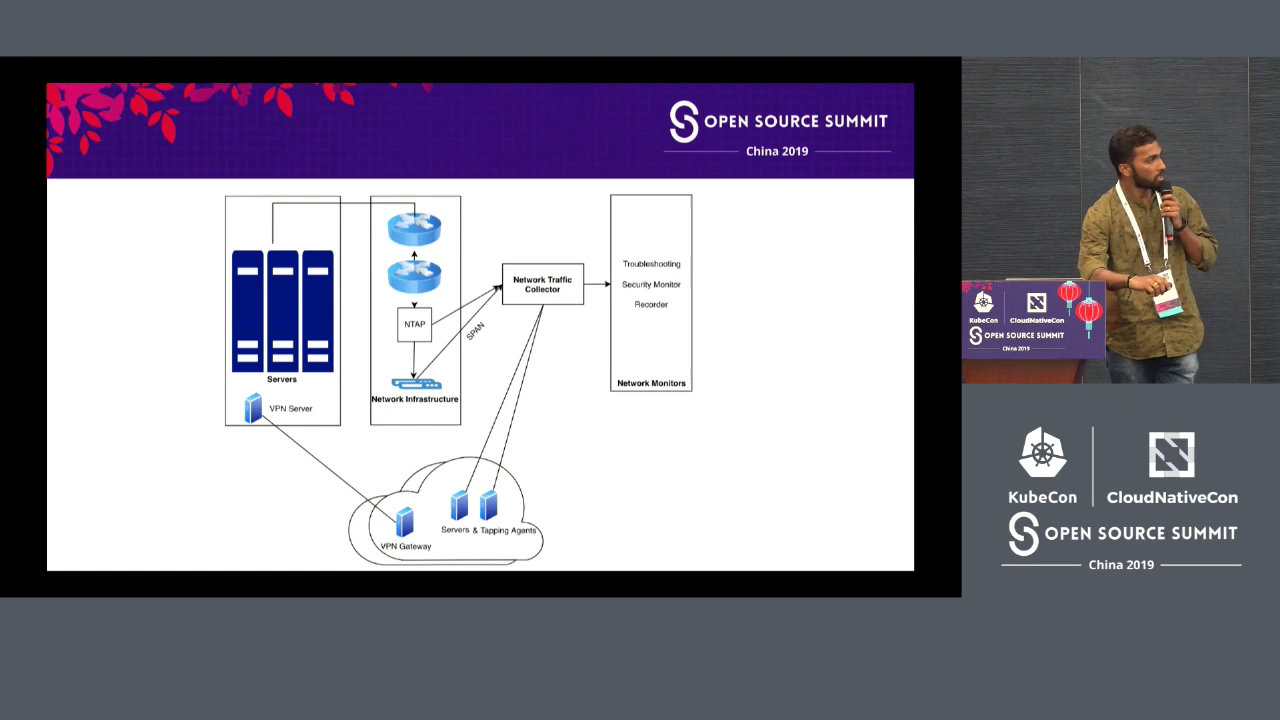 OPEN SOURCE SUMMIT
China 2019
Servers
VPN Server
NTAP
SPAN
Network Infrastructure
Network Traffic
Collector
Troubleshooting
Security Monitor
Recorder
Network Monitors
VPN Gateway
Servers & Tapping Agents
KubeCon
CloudNativeCon
OPEN SOURCE SUMMIT
China 2019
KubeCon
CloudNativeCon
OPEN SOURCE SUMMIT
China 2019